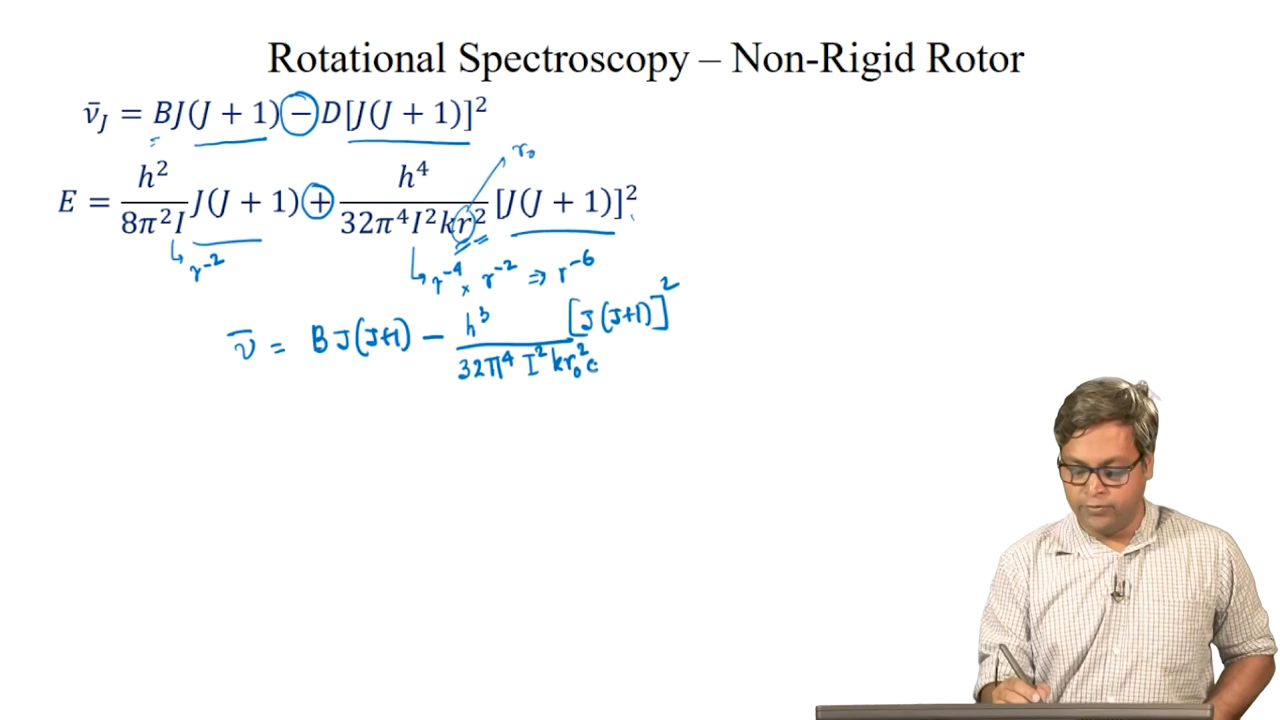 Rotational Spectroscopy – Non-Rigid Rotor
ν̄_J = BJ(J + 1) − D[J(J + 1)]²
r₀
E = h²/(8π²I) J(J + 1) + h⁴/(32π⁴I²kr²) [J(J + 1)]²
↳ r⁻² ↳ r⁻⁴ × r⁻² ⇒ r⁻⁶
ν̄ = BJ(J+1) − h³/(32π⁴I²kr₀²c) [J(J+1)]²